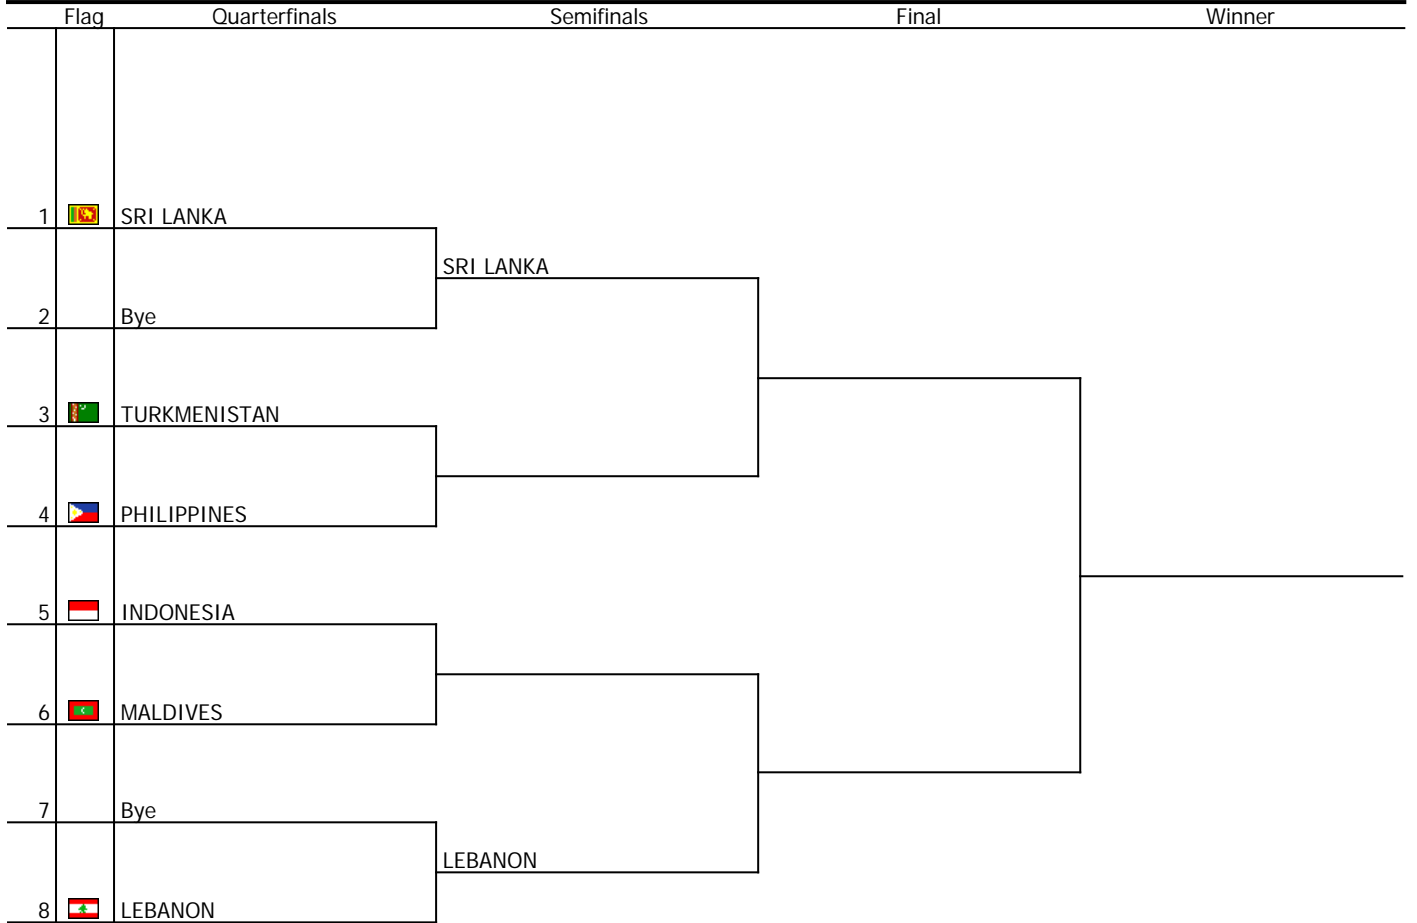 Flag Quarterfinals Semifinals Final Winner
1 SRI LANKA
SRI LANKA
2 Bye
3 TURKMENISTAN
4 PHILIPPINES
5 INDONESIA
6 MALDIVES
7 Bye
LEBANON
8 LEBANON